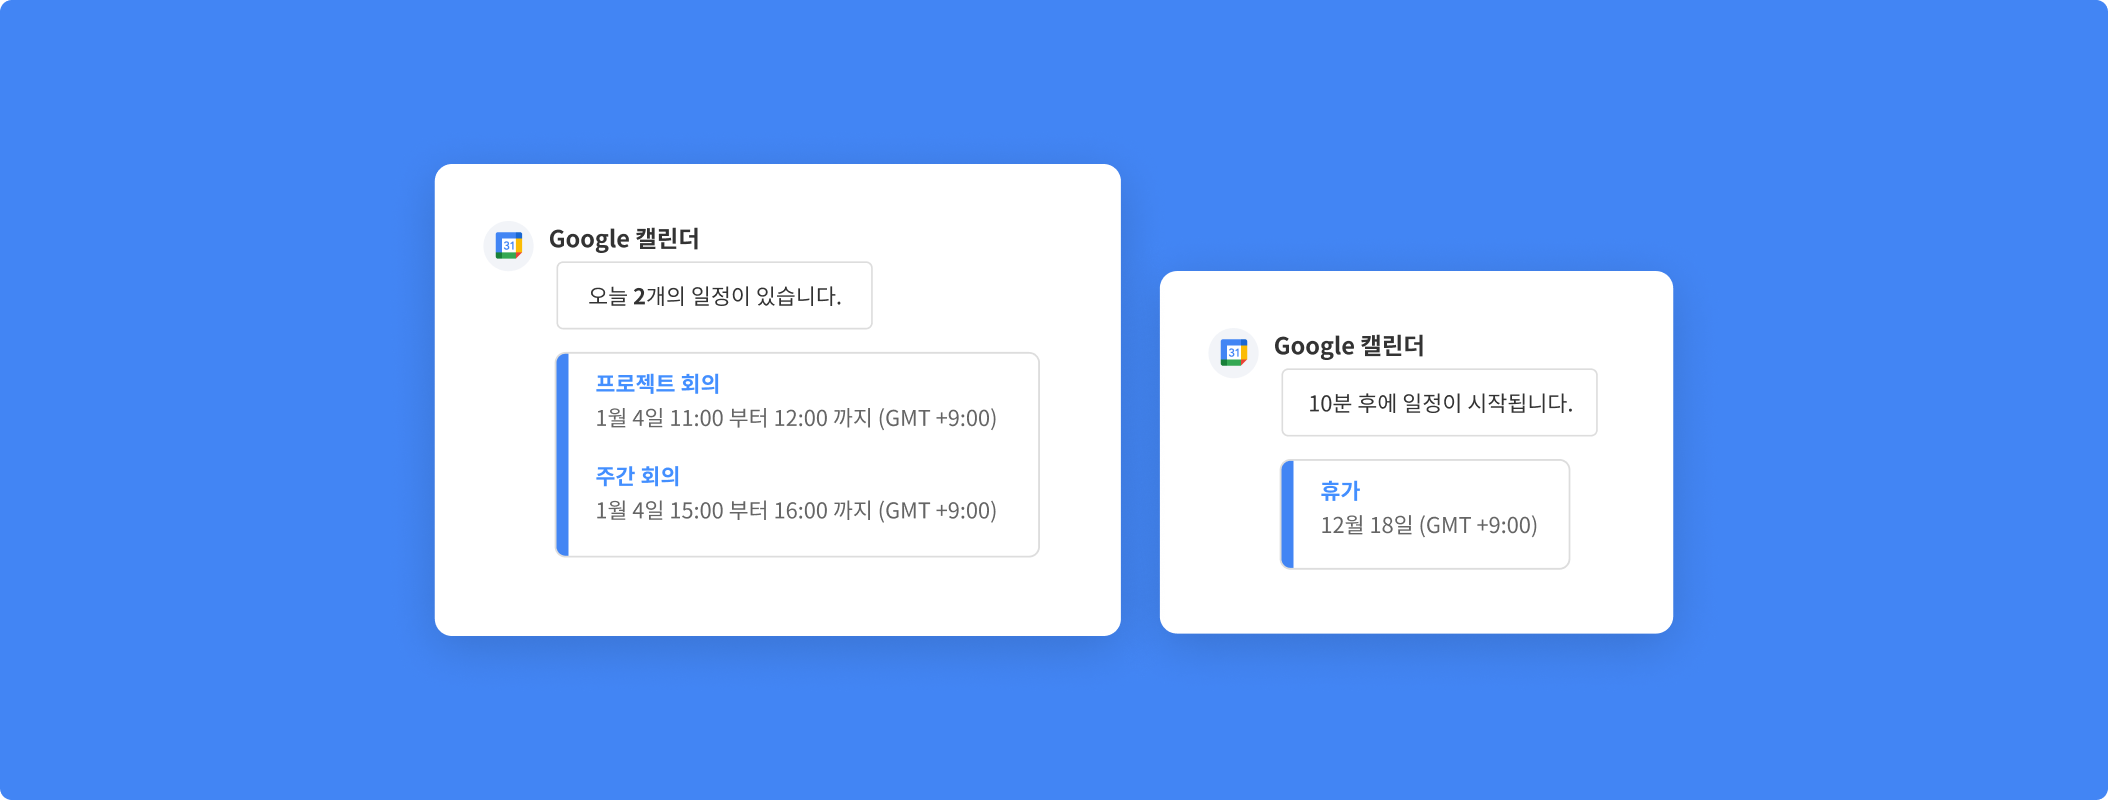 31
Google 캘린더
오늘 2개의 일정이 있습니다.
프로젝트 회의
1월 4일 11:00 부터 12:00 까지 (GMT +9:00)
주간 회의
1월 4일 15:00 부터 16:00 까지 (GMT +9:00)
31
Google 캘린더
10분 후에 일정이 시작됩니다.
휴가
12월 18일 (GMT +9:00)